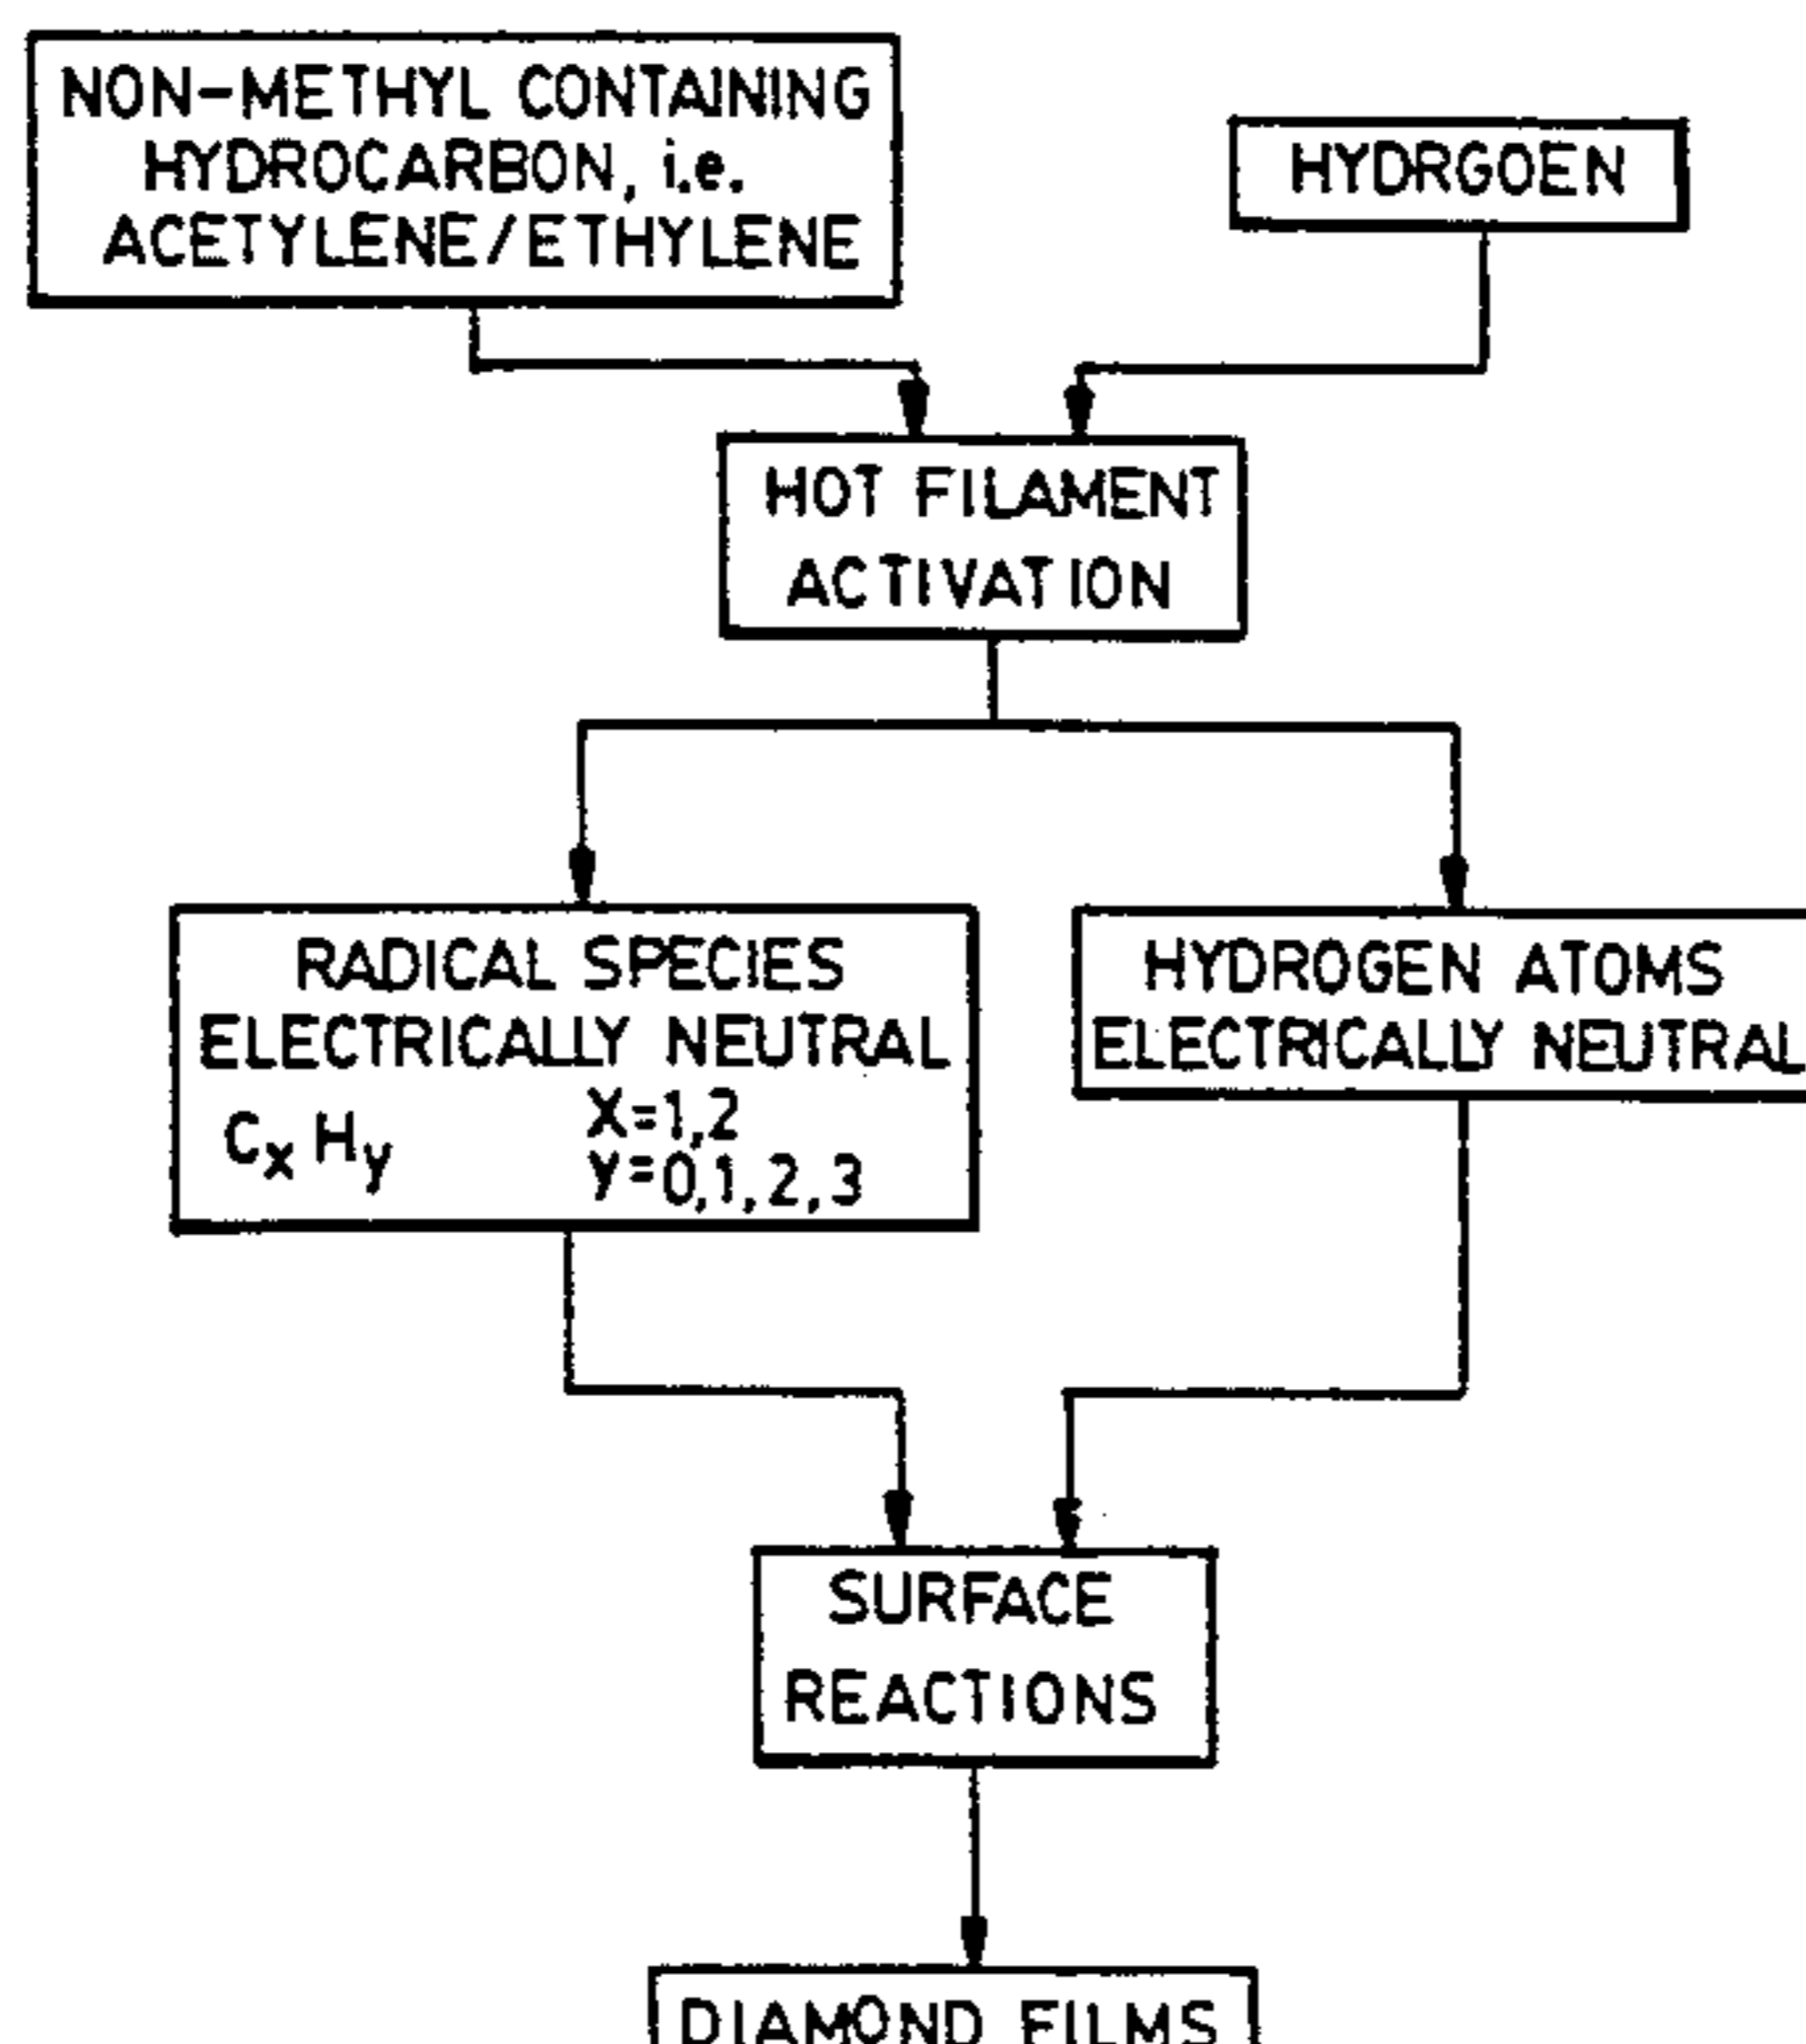 NON-METHYL CONTAINING
HYDROCARBON, i.e.
ACETYLENE/ETHYLENE
HYDRGOEN
HOT FILAMENT
ACTIVATION
RADICAL SPECIES
ELECTRICALLY NEUTRAL
CxHy
X=1,2
y=0,1,2,3
HYDROGEN ATOMS
ELECTRICALLY NEUTRAL
SURFACE
REACTIONS
DIAMOND FILMS